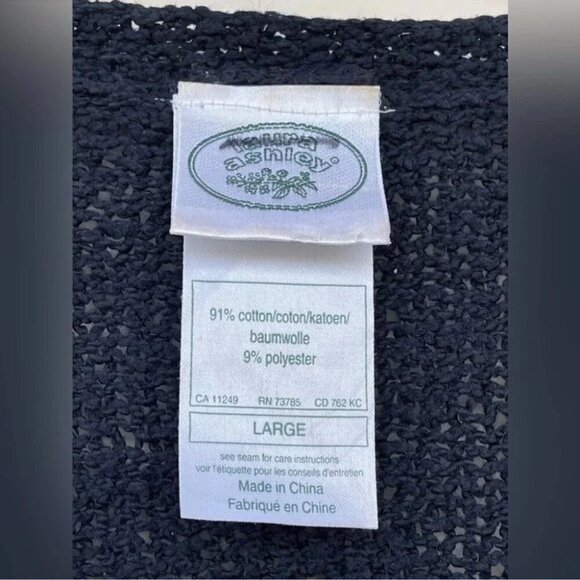 laura
ashley®
91% cotton/coton/katoen/
baumwolle
9% polyester
CA 11249 RN 73785 CD 762 KC
LARGE
see seam for care instructions
voir l'etiquette pour les conseils d'entretien
Made in China
Fabriqué en Chine